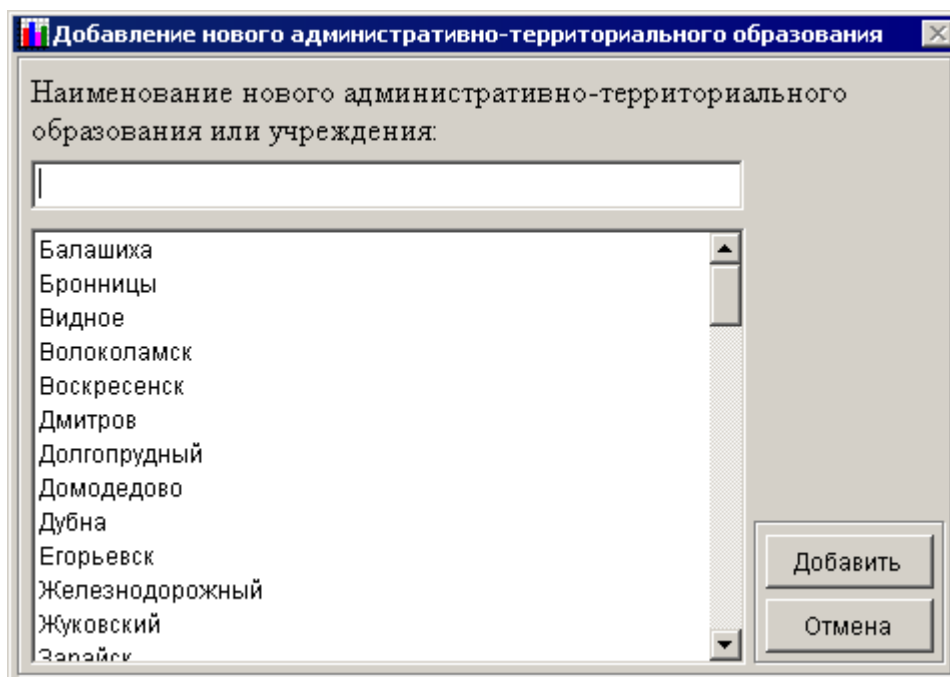 Добавление нового административно-территориального образования
Наименование нового административно-территориального
образования или учреждения:
Балашиха
Бронницы
Видное
Волоколамск
Воскресенск
Дмитров
Долгопрудный
Домодедово
Дубна
Егорьевск
Железнодорожный
Жуковский
Зарайск
Добавить
Отмена